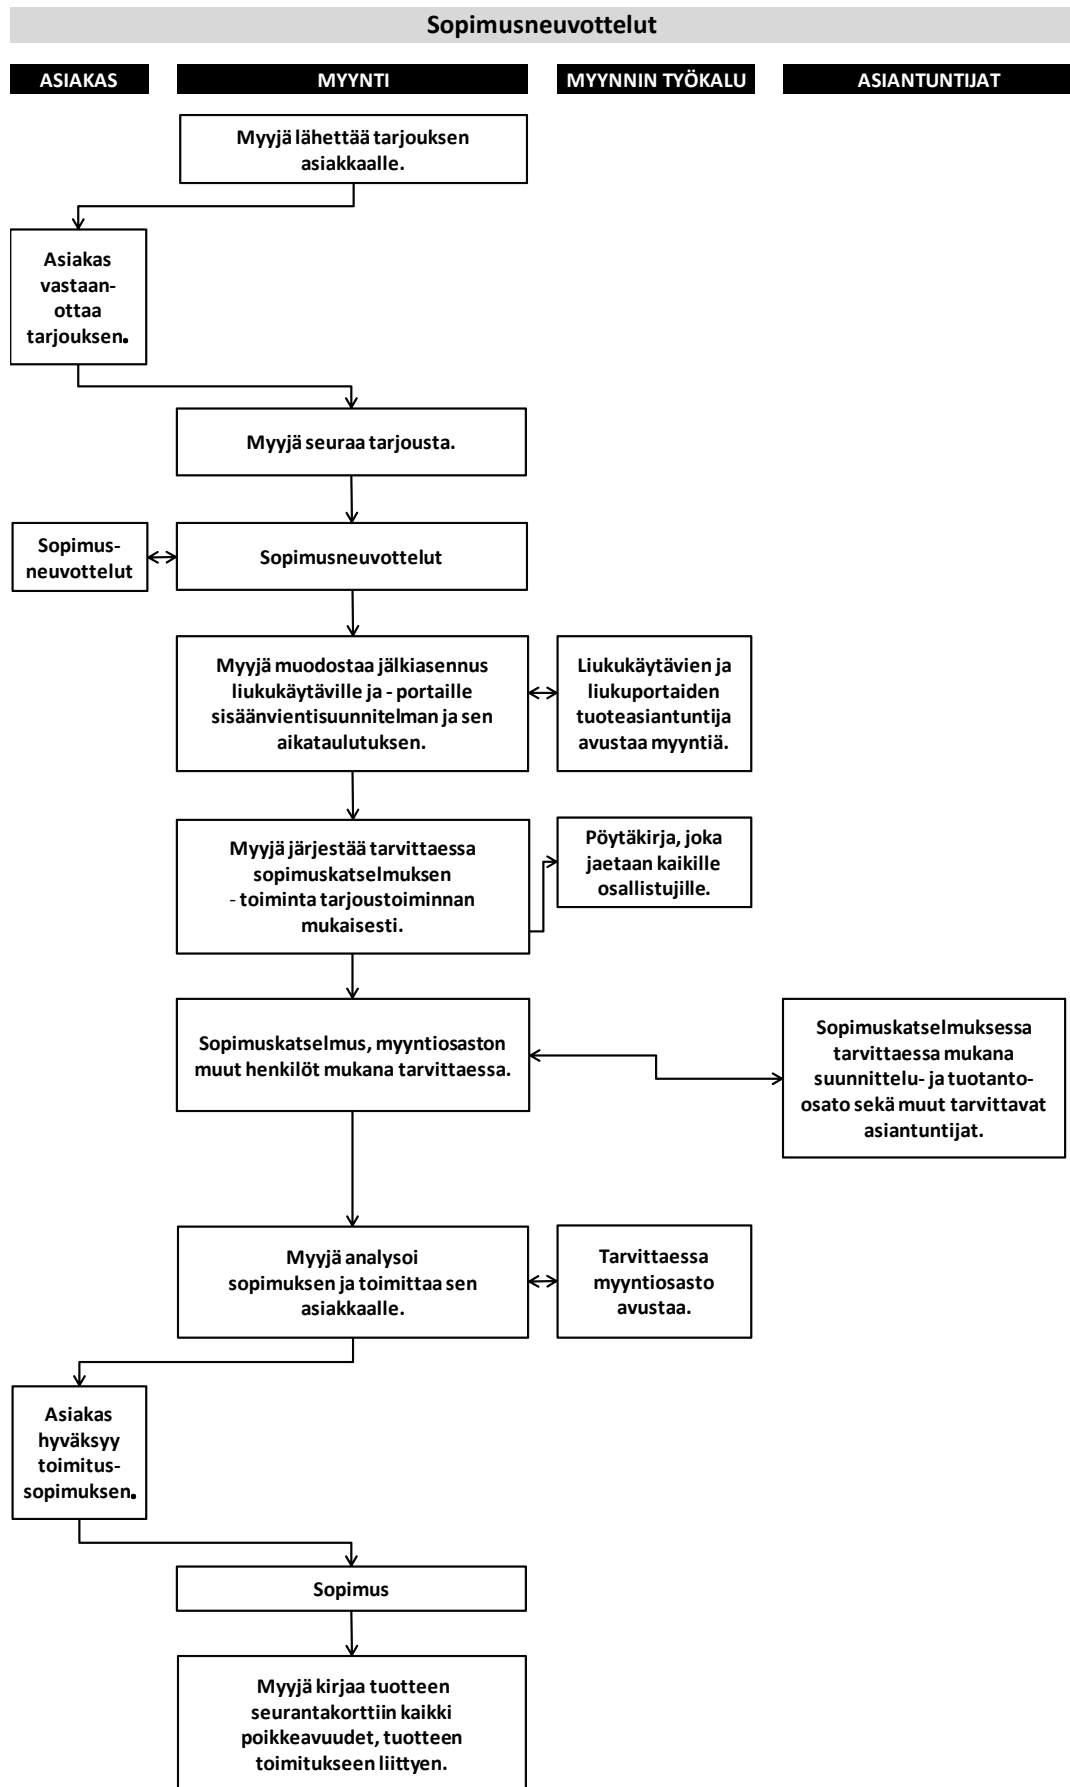 Sopimusneuvottelut
ASIAKAS
MYYNTI
MYYNNIN TYÖKALU
ASIANTUNTIJAT
Myyjä lähettää tarjouksen
asiakkaalle.
Asiakas
vastaan-
ottaa
tarjouksen.
Myyjä seuraa tarjousta.
Sopimus-
neuvottelut
Sopimusneuvottelut
Myyjä muodostaa jälkiasennus
liukukäytäville ja - portaille
sisäänvientisuunnitelman ja sen
aikataulutuksen.
Liukukäytävien ja
liukuportaiden
tuoteasiantuntija
avustaa myyntiä.
Myyjä järjestää tarvittaessa
sopimuskatselmuksen
- toiminta tarjoustoiminnan
mukaisesti.
Pöytäkirja, joka
jaetaan kaikille
osallistujille.
Sopimuskatselmus, myyntiosaston
muut henkilöt mukana tarvittaessa.
Sopimuskatselmuksessa
tarvittaessa mukana
suunnittelu- ja tuotanto-
osato sekä muut tarvittavat
asiantuntijat.
Myyjä analysoi
sopimuksen ja toimittaa sen
asiakkaalle.
Tarvittaessa
myyntiosasto
avustaa.
Asiakas
hyväksyy
toimitus-
sopimuksen.
Sopimus
Myyjä kirjaa tuotteen
seurantakorttiin kaikki
poikkeavuudet, tuotteen
toimitukseen liittyen.